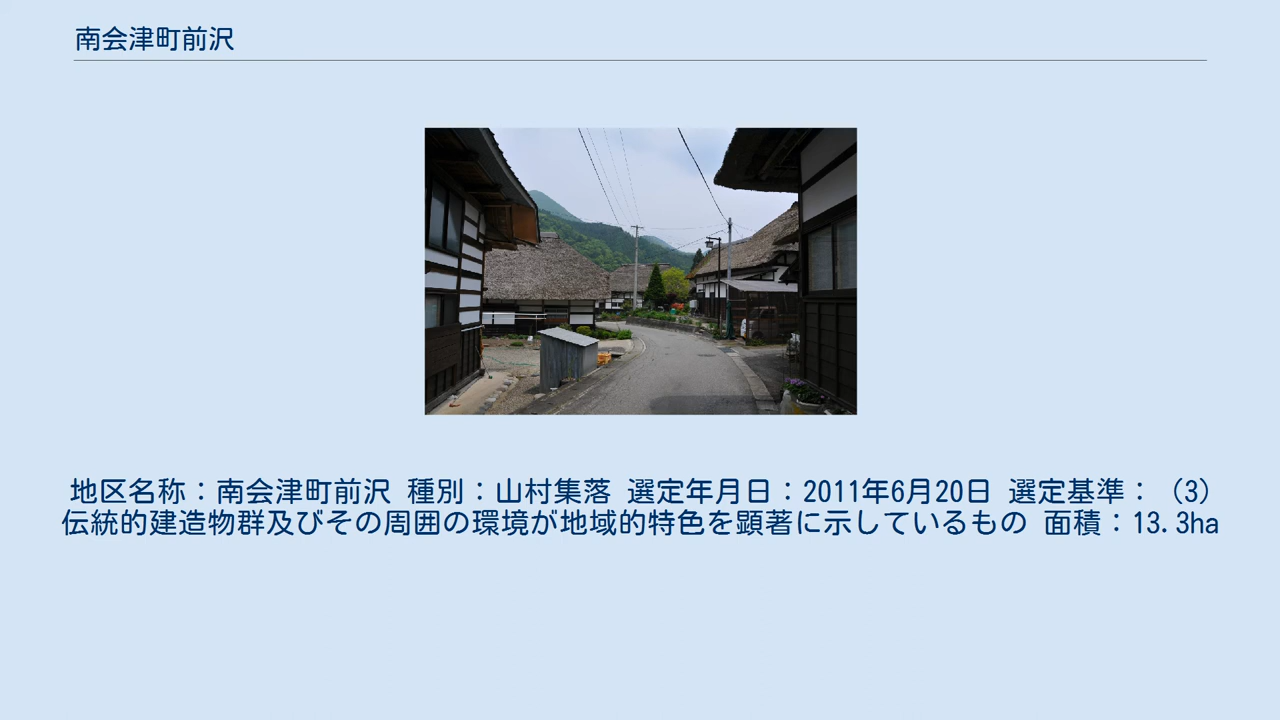 南会津町前沢
地区名称：南会津町前沢 種別：山村集落 選定年月日：2011年6月20日 選定基準：（3）
伝統的建造物群及びその周囲の環境が地域的特色を顕著に示しているもの 面積：13.3ha